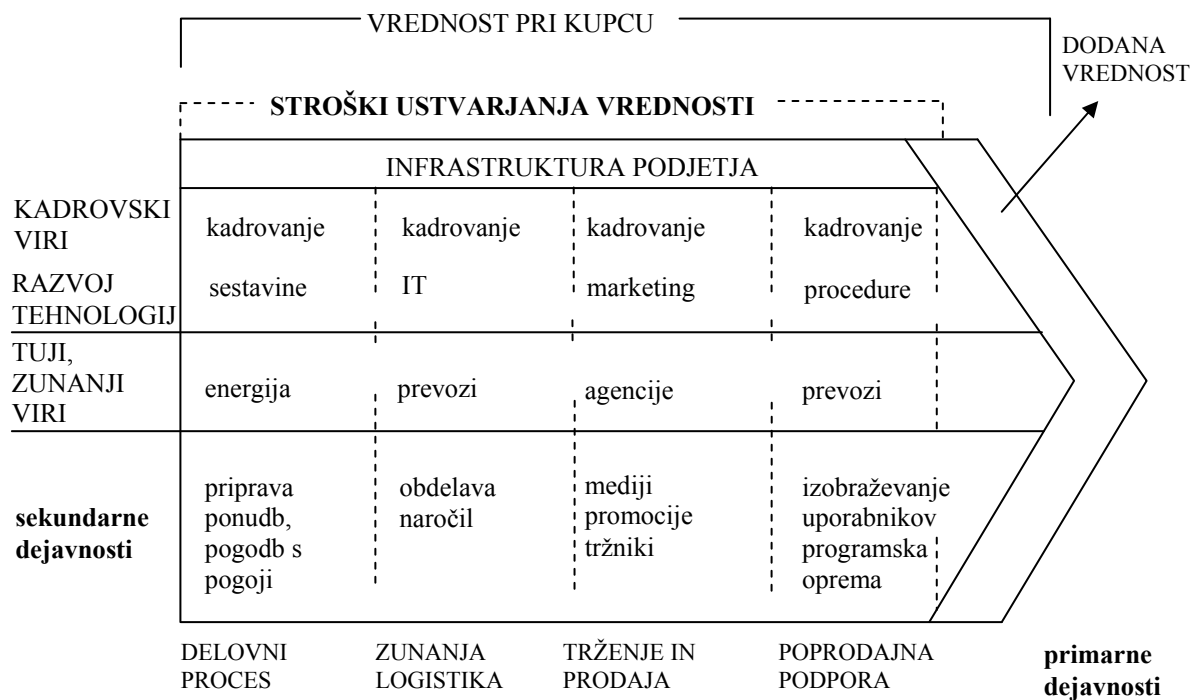 VREDNOST PRI KUPCU
DODANA
VREDNOST
STROŠKI USTVARJANJA VREDNOSTI
INFRASTRUKTURA PODJETJA
KADROVSKI
VIRI
kadrovanje kadrovanje kadrovanje kadrovanje
RAZVOJ
TEHNOLOGIJ
sestavine IT marketing procedure
TUJI,
ZUNANJI
VIRI
energija prevozi agencije prevozi
sekundarne
dejavnosti
priprava
ponudb,
pogodb s
pogoji
obdelava
naročil
mediji
promocije
tržniki
izobraževanje
uporabnikov
programska
oprema
DELOVNI
PROCES
ZUNANJA
LOGISTIKA
TRŽENJE IN
PRODAJA
POPRODAJNA
PODPORA
primarne
dejavnosti